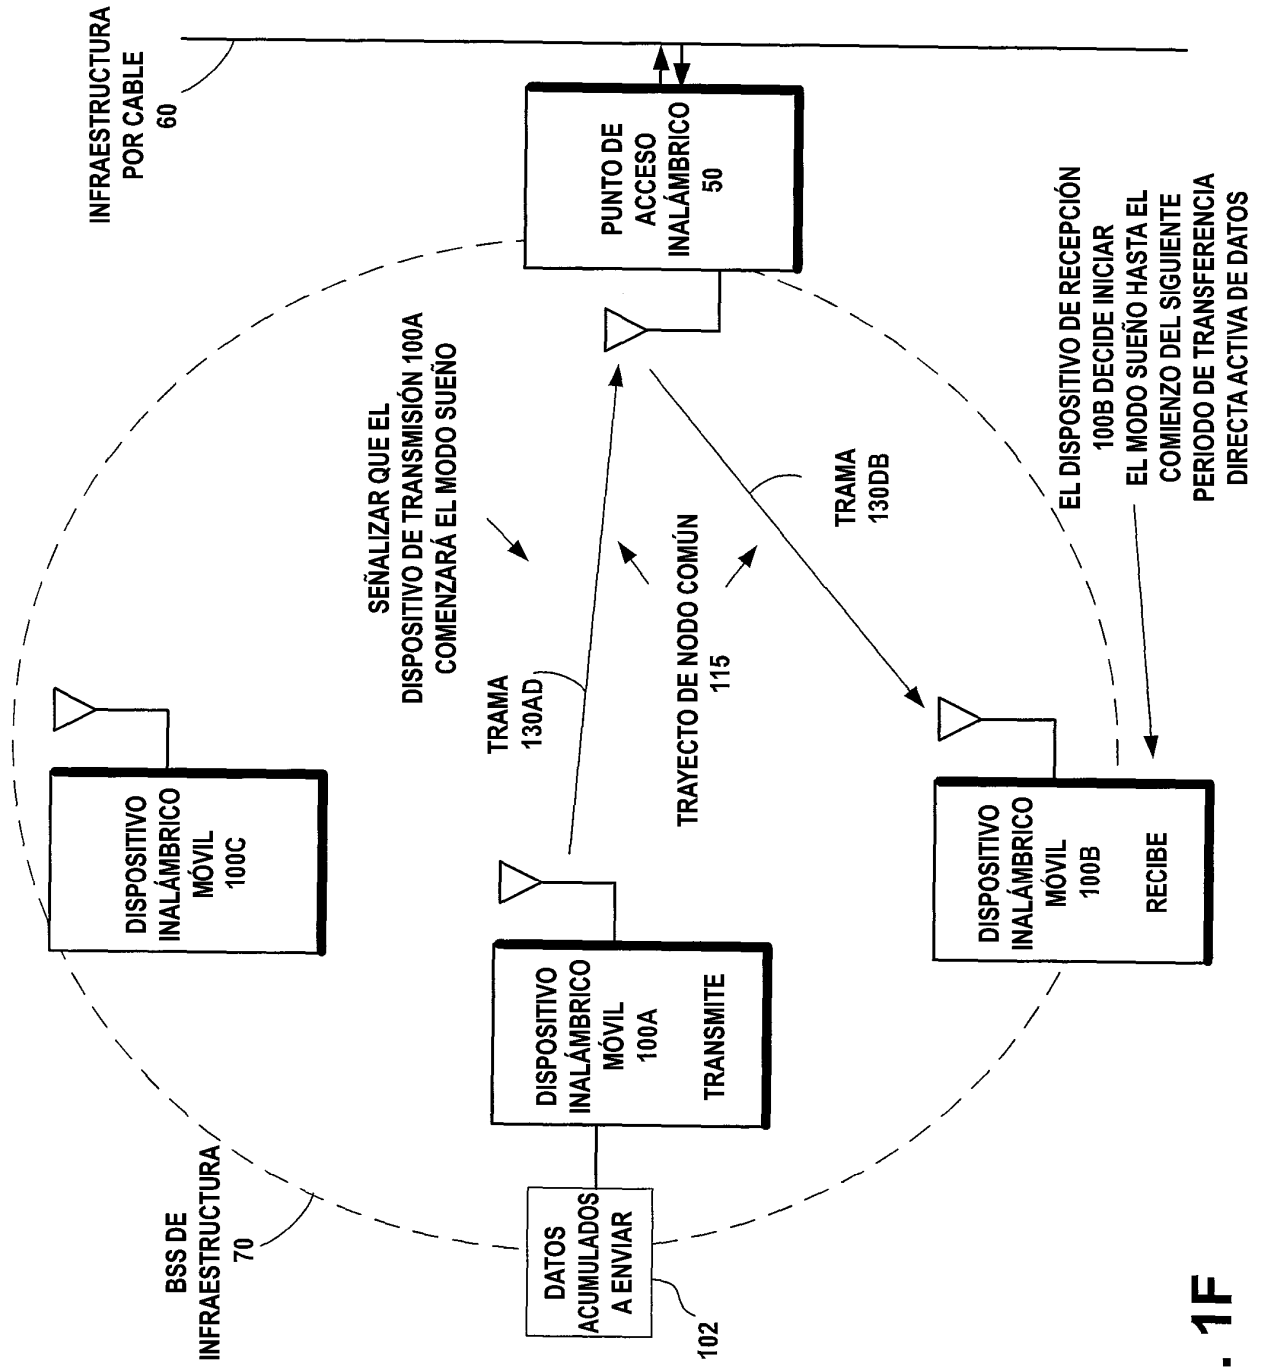 INFRAESTRUCTURA
POR CABLE
60
BSS DE
INFRAESTRUCTURA
70
DISPOSITIVO
INALÁMBRICO
MÓVIL
100C
SEÑALIZAR QUE EL
DISPOSITIVO DE TRANSMISIÓN 100A
COMENZARÁ EL MODO SUEÑO
PUNTO DE
ACCESO
INALÁMBRICO
50
DATOS
ACUMULADOS
A ENVIAR
102
DISPOSITIVO
INALÁMBRICO
MÓVIL
100A
TRANSMITE
TRAMA
130AD
TRAYECTO DE NODO COMÚN
115
TRAMA
130DB
DISPOSITIVO
INALÁMBRICO
MÓVIL
100B
RECIBE
EL DISPOSITIVO DE RECEPCIÓN
100B DECIDE INICIAR
EL MODO SUEÑO HASTA EL
COMIENZO DEL SIGUIENTE
PERIODO DE TRANSFERENCIA
DIRECTA ACTIVA DE DATOS
. 1F